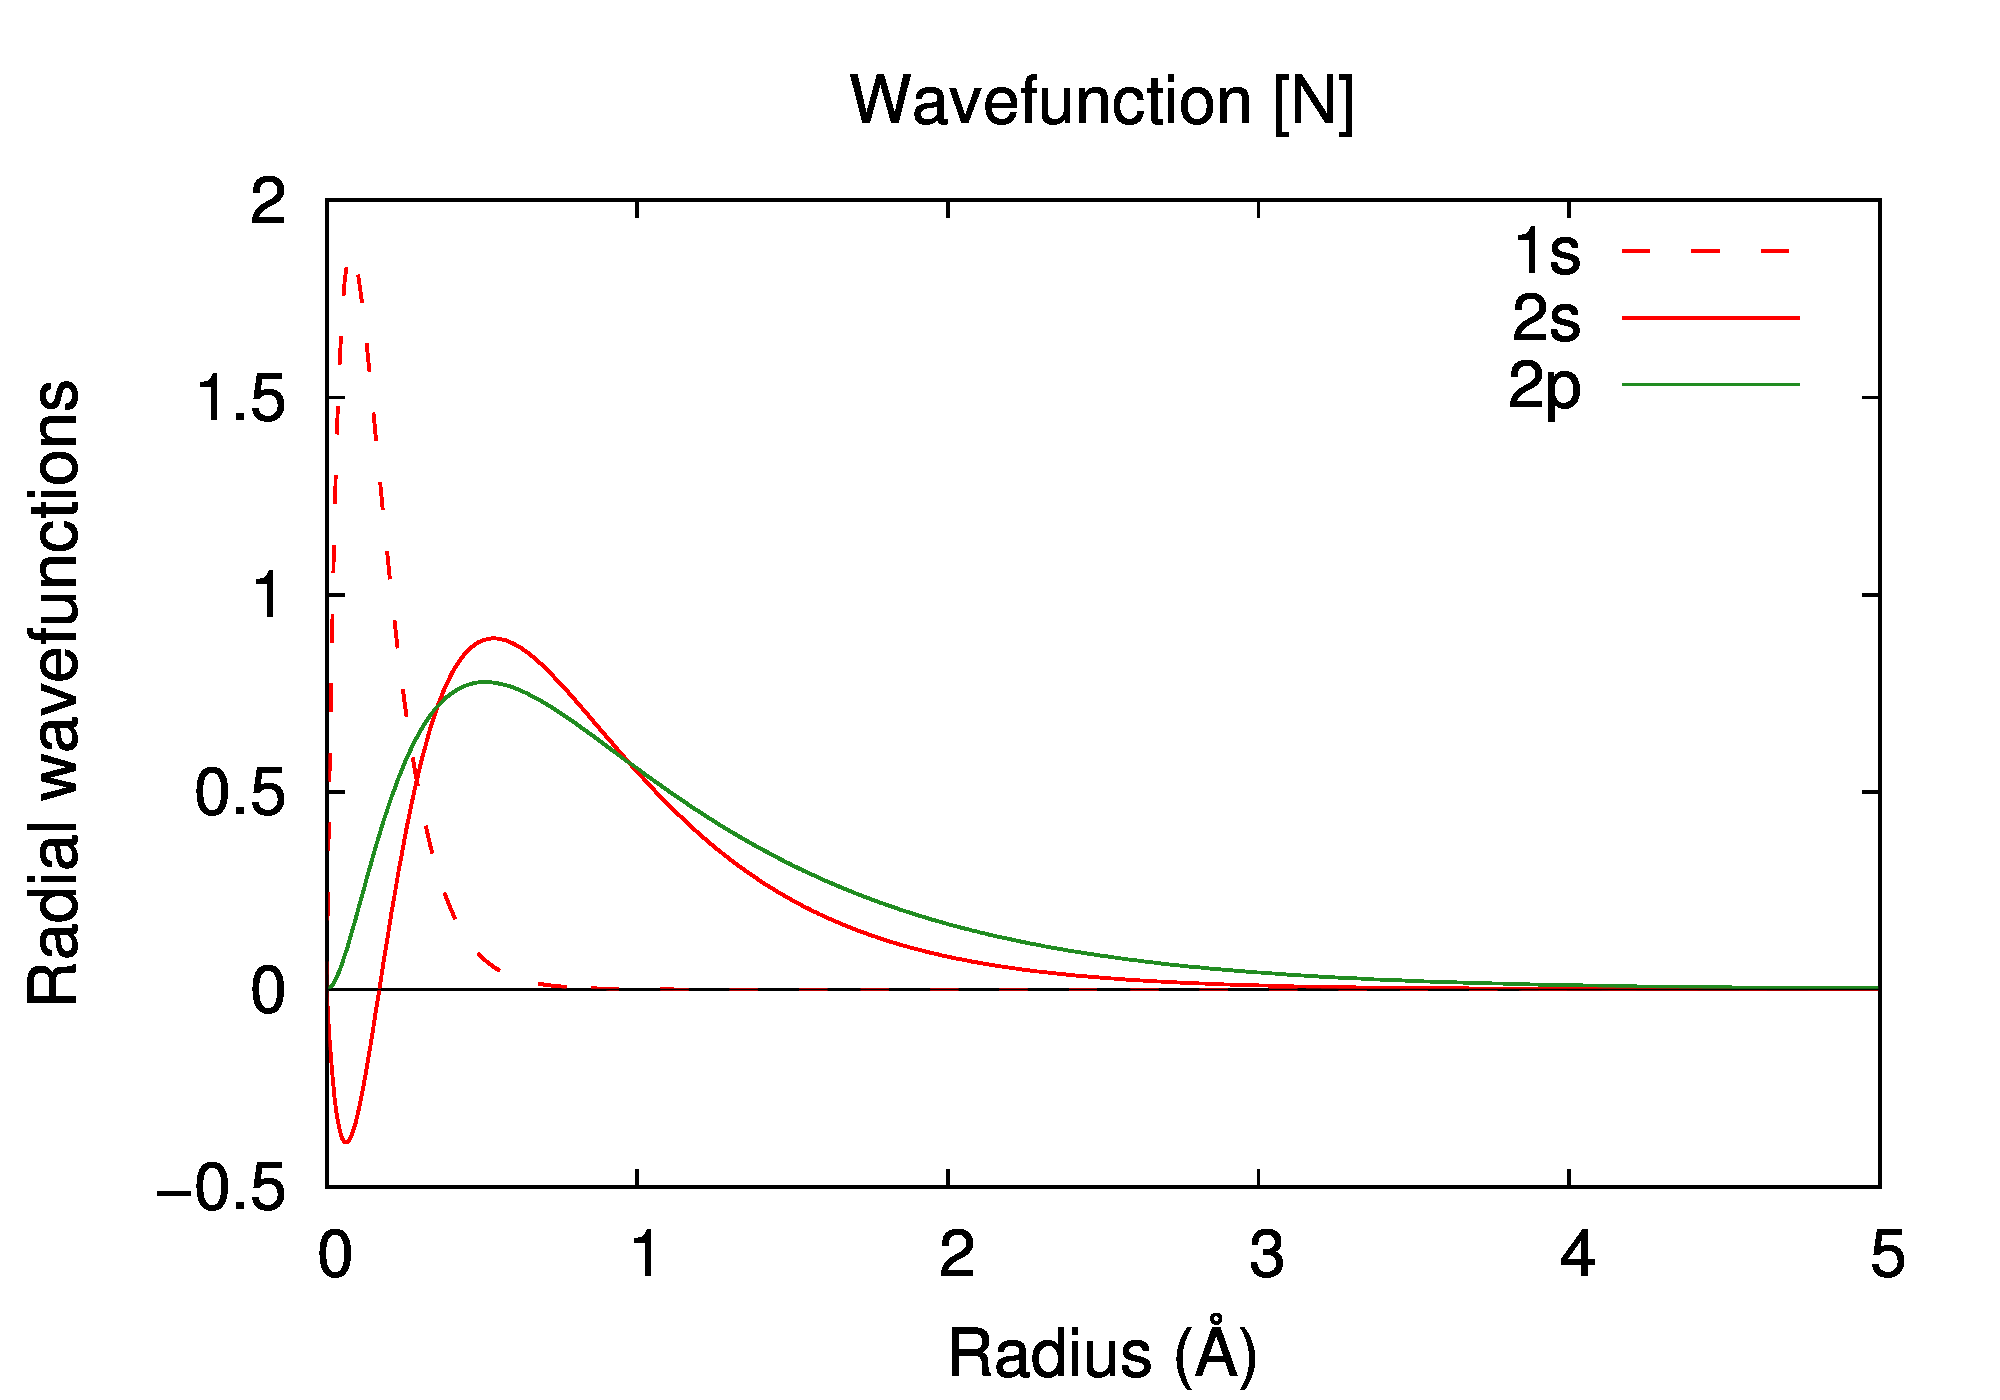 Wavefunction [N]
2
1.5
1
0.5
0
−0.5
Radial wavefunctions
1s
2s
2p
0 1 2 3 4 5
Radius (Å)